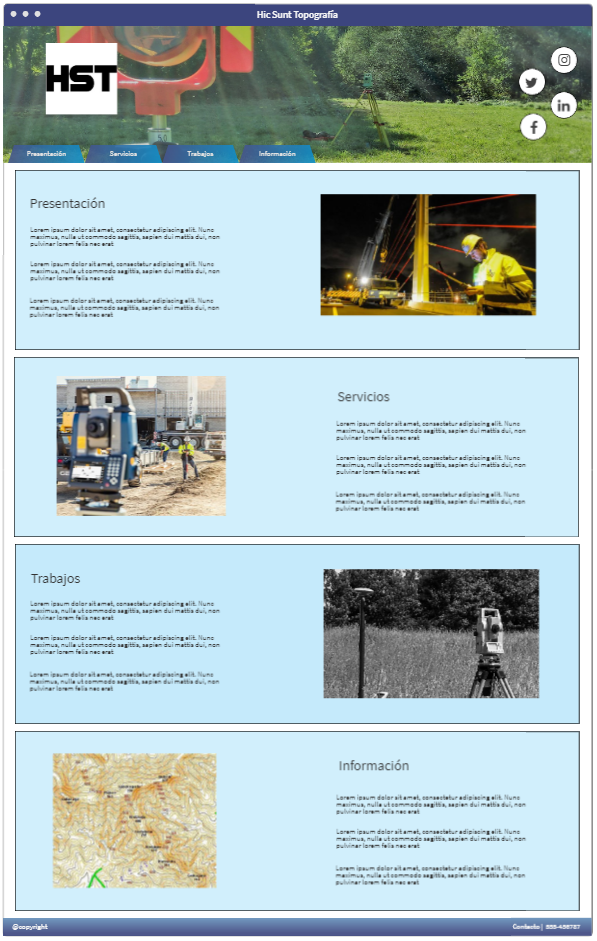 Hic Sunt Topografía
HST
Presentación
Servicios
Trabajos
Información
Presentación
Lorem ipsum dolor sit amet, consectetur adipiscing elit. Nunc
maximus, nulla ut commodo sagittis, sapien dui mattis dui, non
pulvinar lorem felis nec erat
Lorem ipsum dolor sit amet, consectetur adipiscing elit. Nunc
maximus, nulla ut commodo sagittis, sapien dui mattis dui, non
pulvinar lorem felis nec erat
Lorem ipsum dolor sit amet, consectetur adipiscing elit. Nunc
maximus, nulla ut commodo sagittis, sapien dui mattis dui, non
pulvinar lorem felis nec erat
Servicios
Lorem ipsum dolor sit amet, consectetur adipiscing elit. Nunc
maximus, nulla ut commodo sagittis, sapien dui mattis dui, non
pulvinar lorem felis nec erat
Lorem ipsum dolor sit amet, consectetur adipiscing elit. Nunc
maximus, nulla ut commodo sagittis, sapien dui mattis dui, non
pulvinar lorem felis nec erat
Lorem ipsum dolor sit amet, consectetur adipiscing elit. Nunc
maximus, nulla ut commodo sagittis, sapien dui mattis dui, non
pulvinar lorem felis nec erat
Trabajos
Lorem ipsum dolor sit amet, consectetur adipiscing elit. Nunc
maximus, nulla ut commodo sagittis, sapien dui mattis dui, non
pulvinar lorem felis nec erat
Lorem ipsum dolor sit amet, consectetur adipiscing elit. Nunc
maximus, nulla ut commodo sagittis, sapien dui mattis dui, non
pulvinar lorem felis nec erat
Lorem ipsum dolor sit amet, consectetur adipiscing elit. Nunc
maximus, nulla ut commodo sagittis, sapien dui mattis dui, non
pulvinar lorem felis nec erat
Información
Lorem ipsum dolor sit amet, consectetur adipiscing elit. Nunc
maximus, nulla ut commodo sagittis, sapien dui mattis dui, non
pulvinar lorem felis nec erat
Lorem ipsum dolor sit amet, consectetur adipiscing elit. Nunc
maximus, nulla ut commodo sagittis, sapien dui mattis dui, non
pulvinar lorem felis nec erat
Lorem ipsum dolor sit amet, consectetur adipiscing elit. Nunc
maximus, nulla ut commodo sagittis, sapien dui mattis dui, non
pulvinar lorem felis nec erat
@copyright
Contacto |